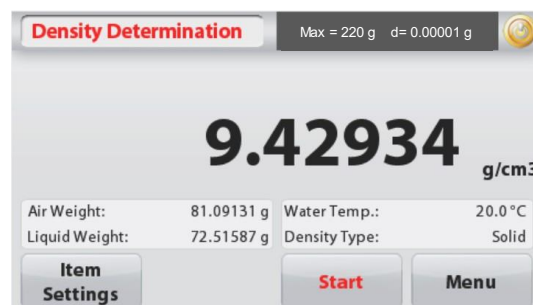 Density Determination Max = 220 g d= 0.00001 g
9.42934 g/cm3
Air Weight: 81.09131 g Water Temp.: 20.0°C
Liquid Weight: 72.51587 g Density Type: Solid
Item Settings Start Menu